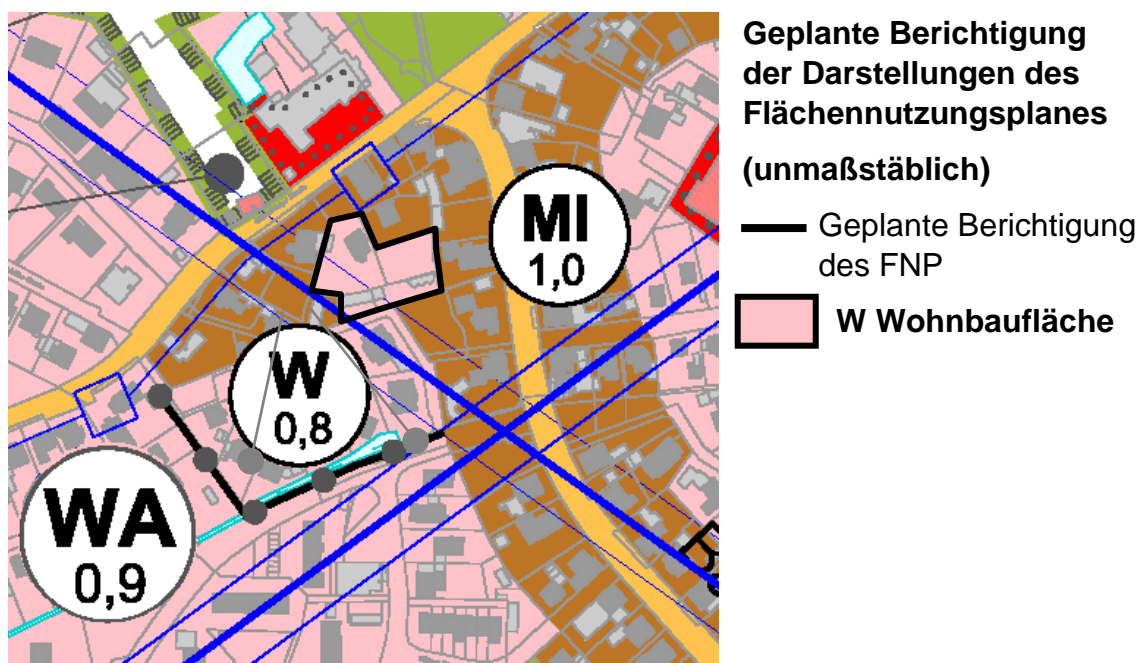 MI
1,0
W
0,8
WA
0,9
Geplante Berichtigung
der Darstellungen des
Flächennutzungsplanes
(unmaßstäblich)
Geplante Berichtigung
des FNP
W Wohnbaufläche